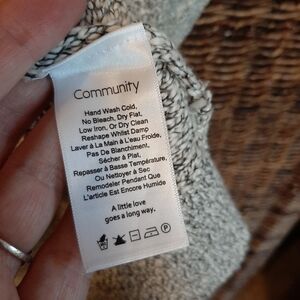 Community
Hand Wash Cold,
No Bleach, Dry Flat,
Low Iron, Or Dry Clean
Reshape Whilst Damp
Laver À La Main À L'eau Froide,
Pas De Blanchiment,
Sécher À Plat,
Repasser À Basse Température,
Ou Nettoyer À Sec
Remodeler Pendant Que
L'article Est Encore Humide
A little love
goes a long way.
P